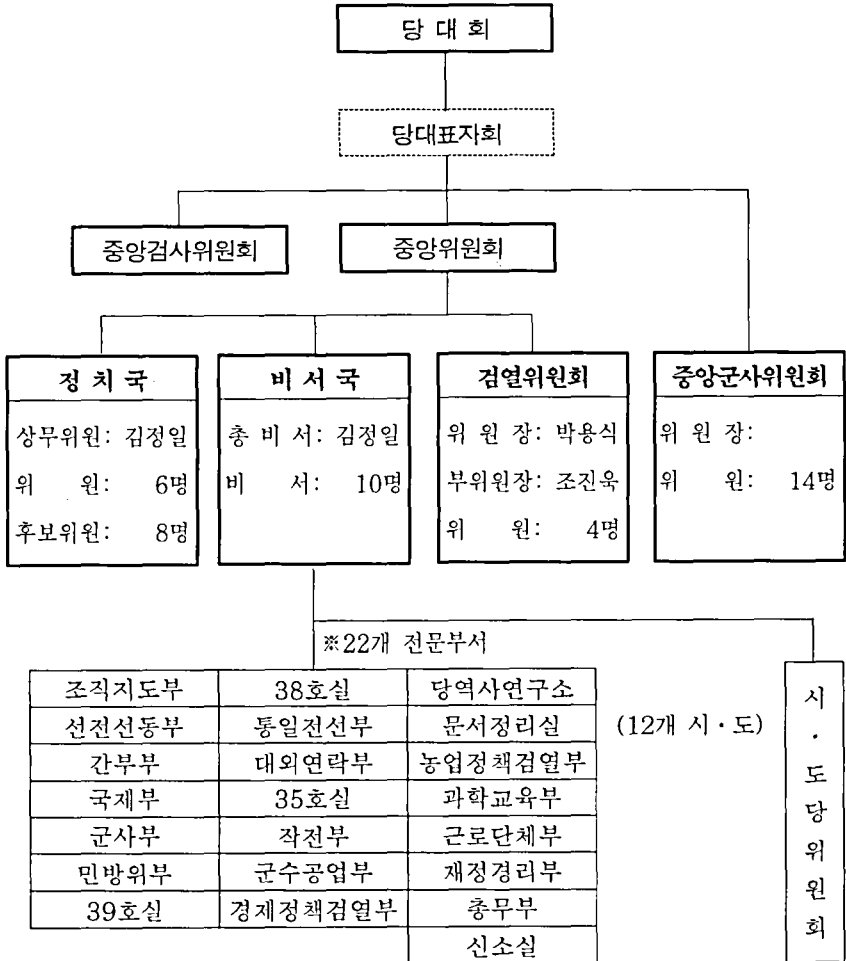 당 대 회
당대표자회
중앙검사위원회
중앙위원회
정 치 국
상무위원: 김정일
위 원: 6명
후보위원: 8명
비 서 국
총 비 서: 김정일
비 서: 10명
검열위원회
위 원 장: 박용식
부위원장: 조진욱
위 원: 4명
중앙군사위원회
위 원 장:
위 원: 14명
※22개 전문부서
조직지도부 38호실 당역사연구소
선전선동부 통일전선부 문서정리실
간부부 대외연락부 농업정책검열부
국제부 35호실 과학교육부
군사부 작전부 근로단체부
민방위부 군수공업부 재정경리부
39호실 경제정책검열부 총무부
신소실
(12개 시·도)
시
·
도
당
위
원
회